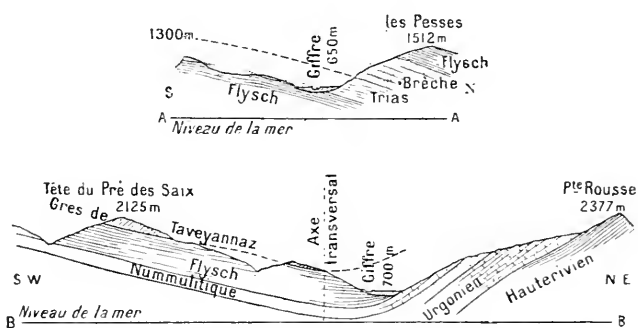 les Pesses
1512m
1300m
Giffre
650m
Flysch
Brèche
S
Flysch
Trias
N
A
A
Niveau de la mer
Tête du Pré des Saix
2125m
Pte Rousse
2377m
Grès de Taveyannaz
Axe
transversal
Giffre
700m
Flysch
Nummulitique
Urgonien
Hauterivien
SW
NE
B
Niveau de la mer
B